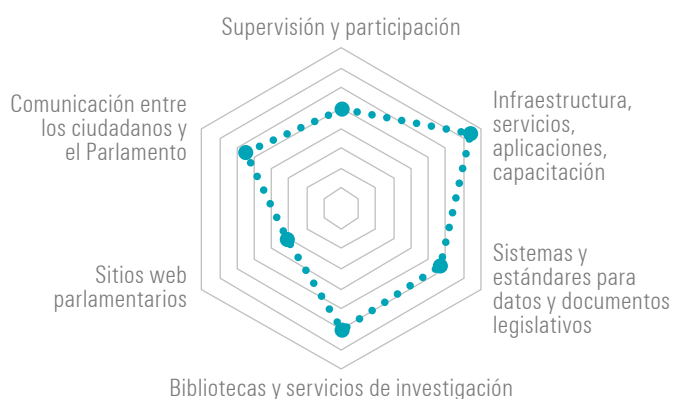 Supervisión y participación
Infraestructura,
servicios,
aplicaciones,
capacitación
Sistemas y
estándares para
datos y documentos
legislativos
Bibliotecas y servicios de investigación
Sitios web
parlamentarios
Comunicación entre
los ciudadanos y
el Parlamento